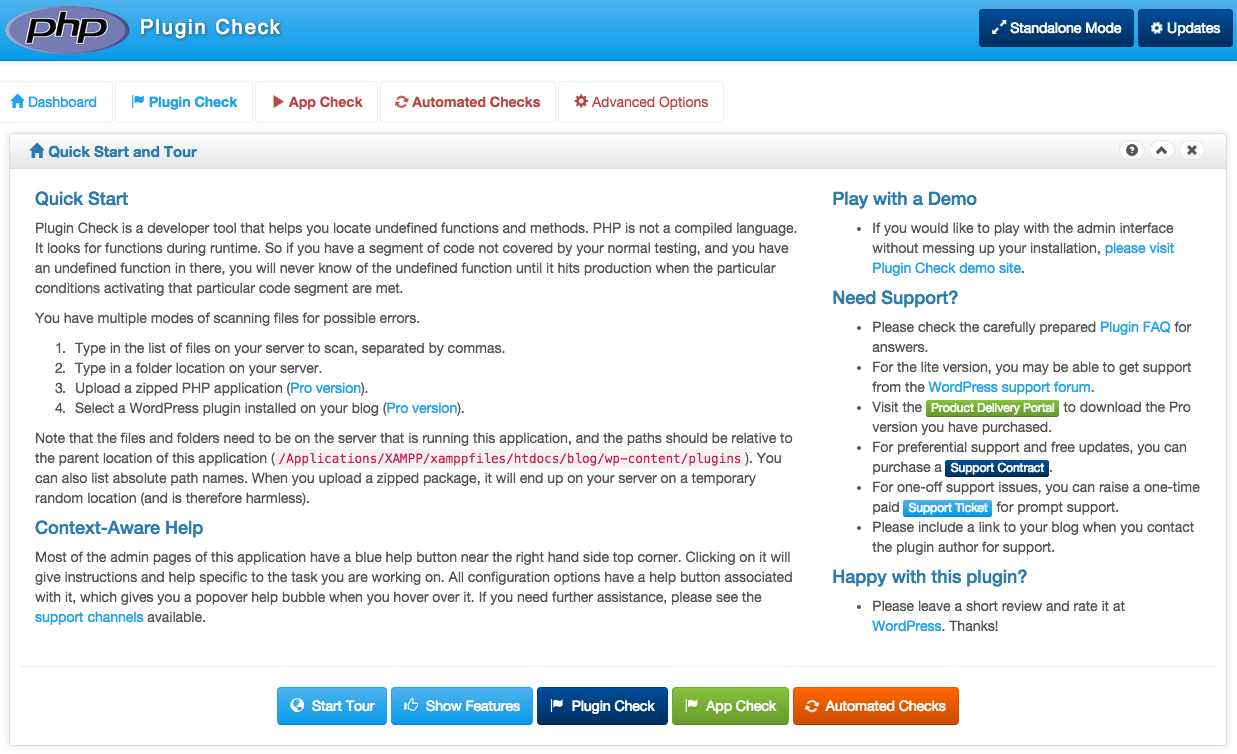 php Plugin Check
Standalone Mode
Updates
Dashboard
Plugin Check
App Check
Automated Checks
Advanced Options
Quick Start and Tour
Quick Start
Plugin Check is a developer tool that helps you locate undefined functions and methods. PHP is not a compiled language.
It looks for functions during runtime. So if you have a segment of code not covered by your normal testing, and you have
an undefined function in there, you will never know of the undefined function until it hits production when the particular
conditions activating that particular code segment are met.
You have multiple modes of scanning files for possible errors.
1. Type in the list of files on your server to scan, separated by commas.
2. Type in a folder location on your server.
3. Upload a zipped PHP application (Pro version).
4. Select a WordPress plugin installed on your blog (Pro version).
Note that the files and folders need to be on the server that is running this application, and the paths should be relative to
the parent location of this application ( /Applications/XAMPP/xamppfiles/htdocs/blog/wp-content/plugins ). You
can also list absolute path names. When you upload a zipped package, it will end up on your server on a temporary
random location (and is therefore harmless).
Context-Aware Help
Most of the admin pages of this application have a blue help button near the right hand side top corner. Clicking on it will
give instructions and help specific to the task you are working on. All configuration options have a help button associated
with it, which gives you a popover help bubble when you hover over it. If you need further assistance, please see the
support channels available.
Play with a Demo
• If you would like to play with the admin interface
without messing up your installation, please visit
Plugin Check demo site.
Need Support?
• Please check the carefully prepared Plugin FAQ for
answers.
• For the lite version, you may be able to get support
from the WordPress support forum.
• Visit the Product Delivery Portal to download the Pro
version you have purchased.
• For preferential support and free updates, you can
purchase a Support Contract.
• For one-off support issues, you can raise a one-time
paid Support Ticket for prompt support.
• Please include a link to your blog when you contact
the plugin author for support.
Happy with this plugin?
• Please leave a short review and rate it at
WordPress. Thanks!
Start Tour
Show Features
Plugin Check
App Check
Automated Checks